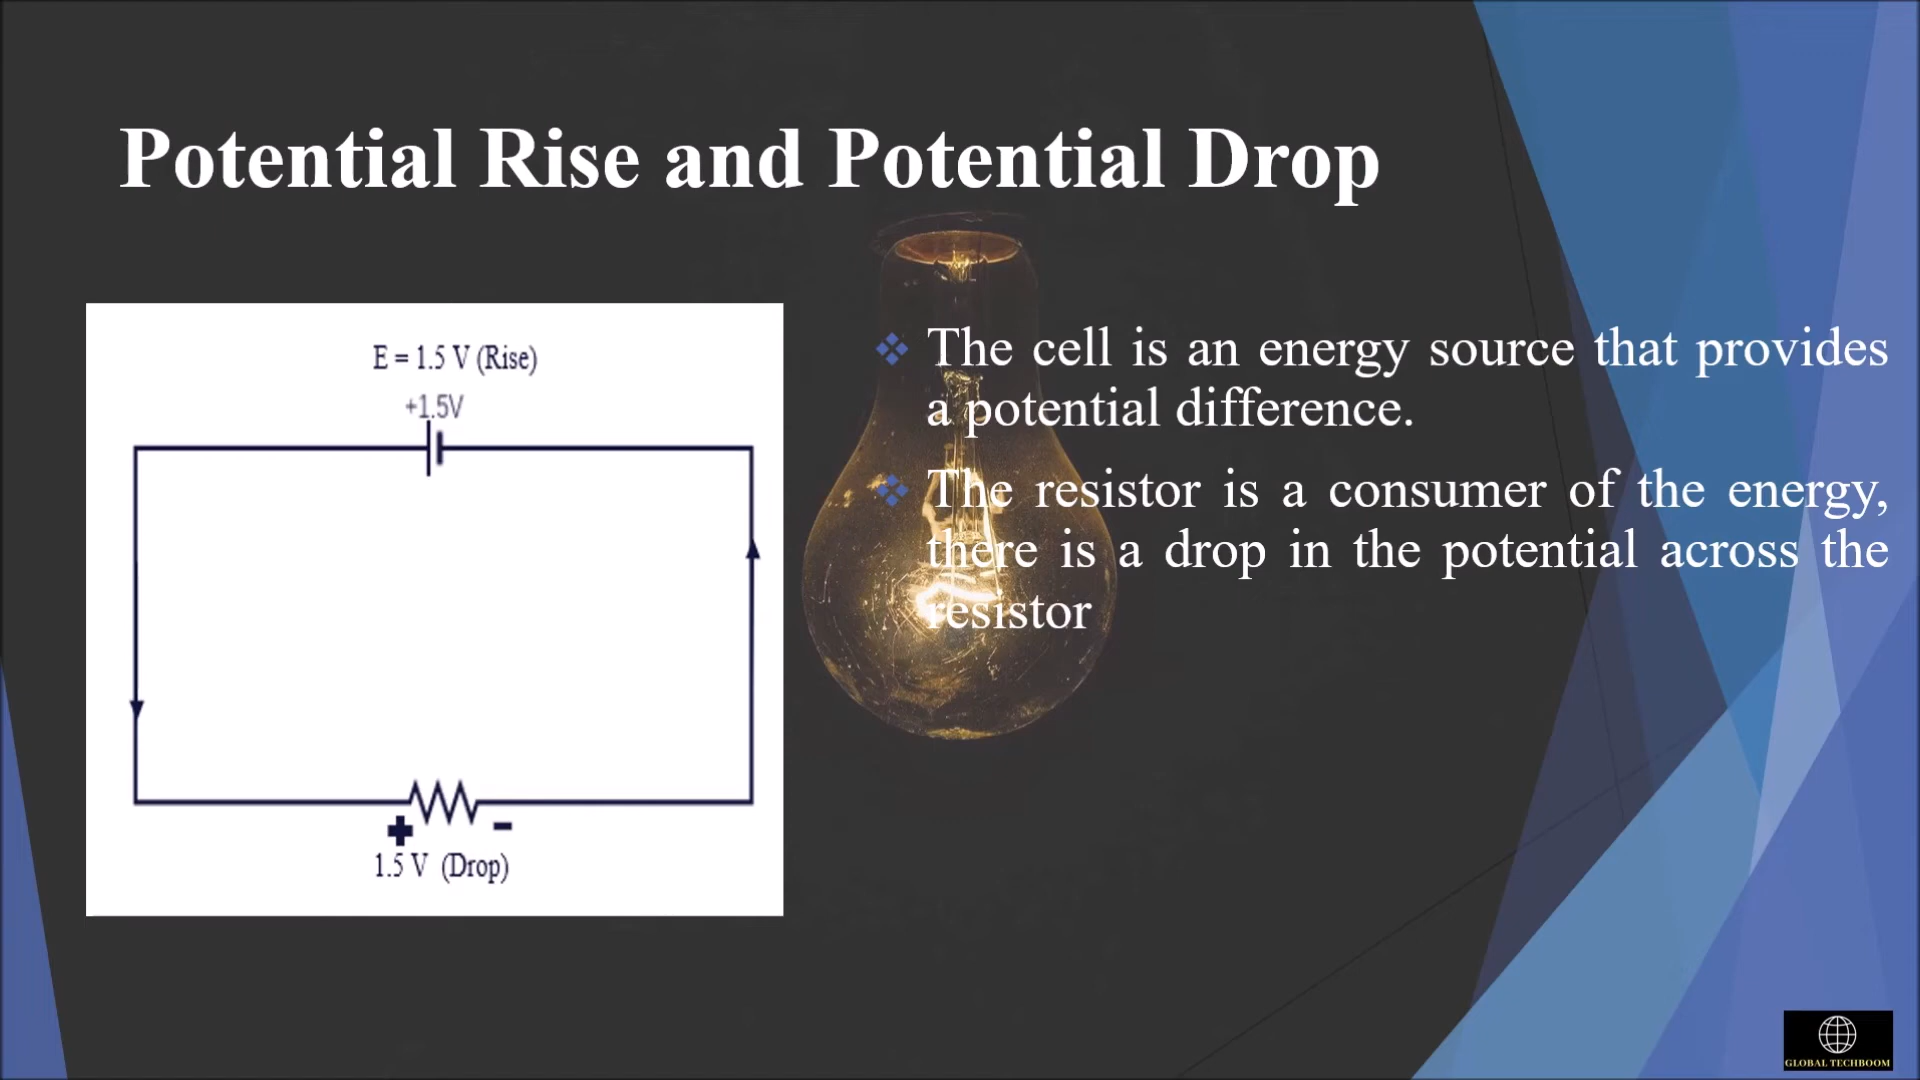 Potential Rise and Potential Drop
E = 1.5 V (Rise)
+1.5V
+ -
1.5 V (Drop)
❖ The cell is an energy source that provides
a potential difference.
❖ The resistor is a consumer of the energy,
there is a drop in the potential across the
resistor
GLOBAL TECHBOOM